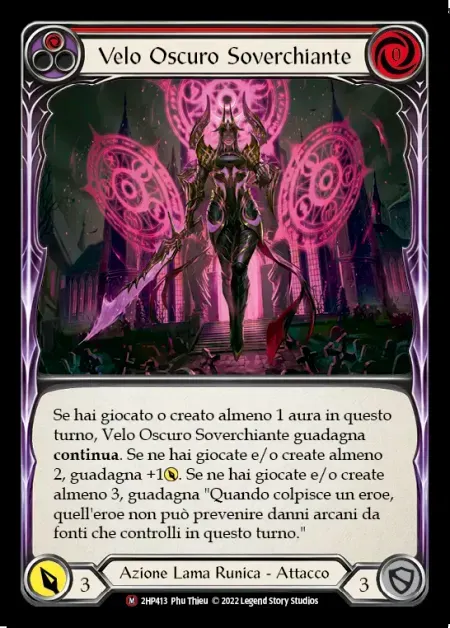 Velo Oscuro Soverchiante
0
Se hai giocato o creato almeno 1 aura in questo
turno, Velo Oscuro Soverchiante guadagna
continua. Se ne hai giocate e/o create almeno
2, guadagna +1. Se ne hai giocate e/o create
almeno 3, guadagna "Quando colpisce un eroe,
quell'eroe non può prevenire danni arcani da
fonti che controlli in questo turno."
3
Azione Lama Runica - Attacco
3
M 2HP413 Phu Thieu © 2022 Legend Story Studios